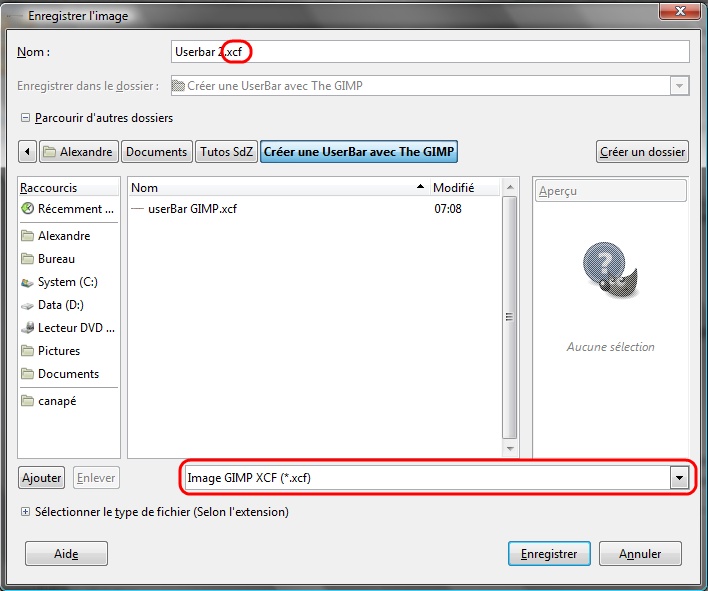 Enregistrer l'image
Nom :
Userbar 2.xcf
Enregistrer dans le dossier :
Créer une UserBar avec The GIMP
Parcourir d'autres dossiers
Alexandre
Documents
Tutos SdZ
Créer une UserBar avec The GIMP
Créer un dossier
Raccourcis
Récemment ...
Alexandre
Bureau
System (C:)
Data (D:)
Lecteur DVD ...
Pictures
Documents
canapé
Nom
Modifié
userBar GIMP.xcf
07:08
Aperçu
Aucune sélection
Ajouter
Enlever
Image GIMP XCF (*.xcf)
Sélectionner le type de fichier (Selon l'extension)
Aide
Enregistrer
Annuler